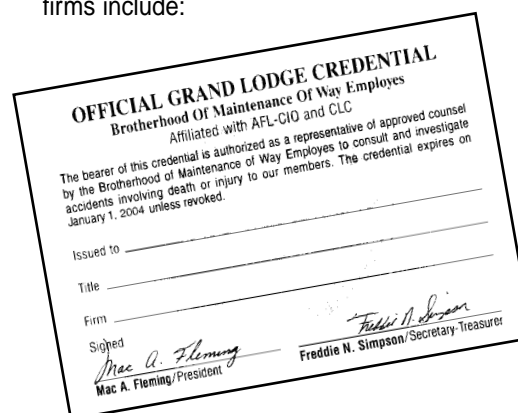 firms include:
OFFICIAL GRAND LODGE CREDENTIAL
Brotherhood Of Maintenance Of Way Employes
Affiliated with AFL-CIO and CLC
The bearer of this credential is authorized as a representative of approved counsel
by the Brotherhood of Maintenance of Way Employes to consult and investigate
accidents involving death or injury to our members. The credential expires on
January 1, 2004 unless revoked.
Issued to
Title
Firm
Signed
Mac A. Fleming
Freddie N. Simpson
Mac A. Fleming/President
Freddie N. Simpson/Secretary-Treasurer